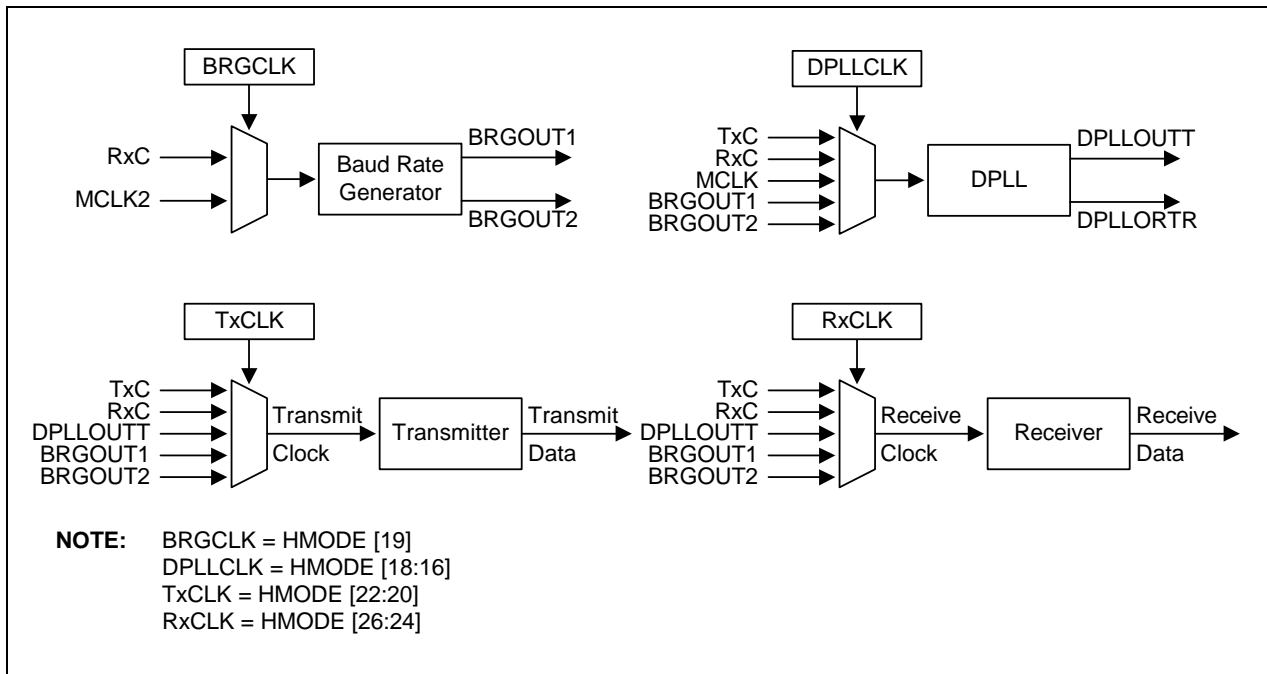 BRGCLK
RxC
MCLK2
Baud Rate
Generator
BRGOUT1
BRGOUT2
DPLLCLK
TxC
RxC
MCLK
BRGOUT1
BRGOUT2
DPLL
DPLLOUTT
DPLLORTR
TxCLK
TxC
RxC
DPLLOUTT
BRGOUT1
BRGOUT2
Transmit
Clock
Transmitter
Transmit
Data
RxCLK
TxC
RxC
DPLLOUTT
BRGOUT1
BRGOUT2
Receive
Clock
Receiver
Receive
Data
NOTE: BRGCLK = HMODE [19]
DPLLCLK = HMODE [18:16]
TxCLK = HMODE [22:20]
RxCLK = HMODE [26:24]